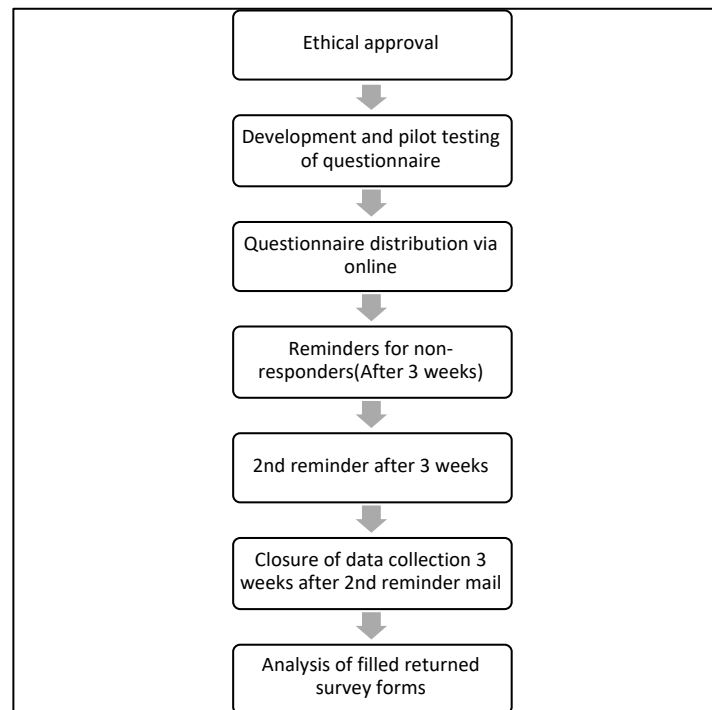 Ethical approval
Development and pilot testing
of questionnaire
Questionnaire distribution via
online
Reminders for non-
responders(After 3 weeks)
2nd reminder after 3 weeks
Closure of data collection 3
weeks after 2nd reminder mail
Analysis of filled returned
survey forms